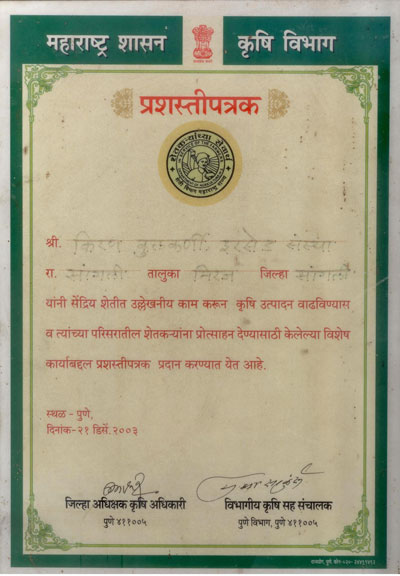 महाराष्ट्र शासन कृषि विभाग
प्रशस्तीपत्रक
शेतकऱ्यांच्या सेवार्थ
श्री. किरण कुलकर्णी. इरसेड संस्था
रा. सांगली तालुका मिरज जिल्हा सांगली
यांनी सेंद्रिय शेतीत उल्लेखनीय काम करून कृषि उत्पादन वाढविण्यास
व त्यांच्या परिसरातील शेतकऱ्यांना प्रोत्साहन देण्यासाठी केलेल्या विशेष
कार्याबद्दल प्रशस्तीपत्रक प्रदान करण्यात येत आहे.
स्थळ - पुणे,
दिनांक-२१ डिसें.२००३
जिल्हा अधिक्षक कृषि अधिकारी विभागीय कृषि सह संचालक
पुणे ४११००५ पुणे विभाग, पुणे ४११००५